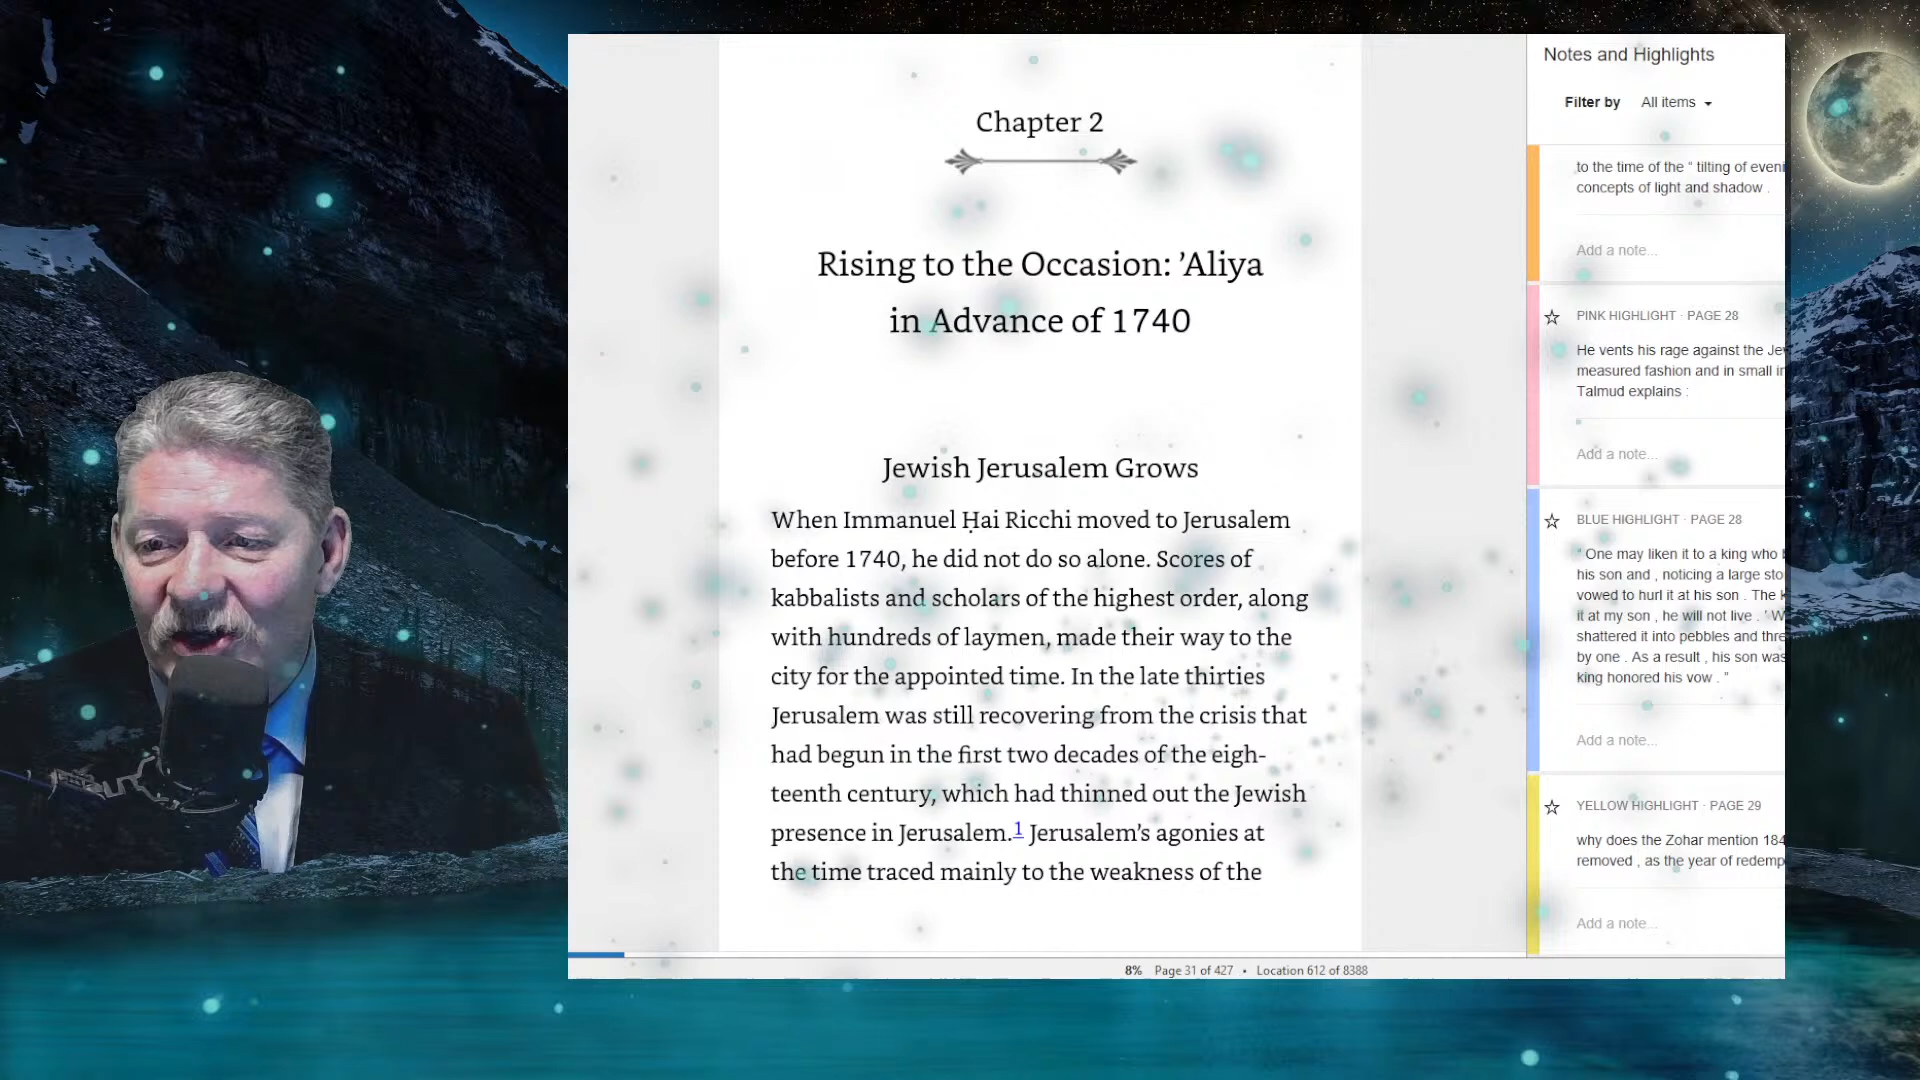 Chapter 2
Rising to the Occasion: ’Aliya
in Advance of 1740
Jewish Jerusalem Grows
When Immanuel Ḥai Ricchi moved to Jerusalem
before 1740, he did not do so alone. Scores of
kabbalists and scholars of the highest order, along
with hundreds of laymen, made their way to the
city for the appointed time. In the late thirties
Jerusalem was still recovering from the crisis that
had begun in the first two decades of the eigh-
teenth century, which had thinned out the Jewish
presence in Jerusalem.1 Jerusalem’s agonies at
the time traced mainly to the weakness of the
8% Page 31 of 427 • Location 612 of 8388
Notes and Highlights
Filter by All items
to the time of the “ tilting of
concepts of light and shadow .
Add a note...
PINK HIGHLIGHT · PAGE 28
He vents his rage against the
measured fashion and in small
Talmud explains :
Add a note...
BLUE HIGHLIGHT · PAGE 28
“ One may liken it to a king who
his son and , noticing a large
vowed to hurl it at his son . The
it at my son , he will not live . ’
shattered it into pebbles and
by one . As a result , his son was
king honored his vow . ”
Add a note...
YELLOW HIGHLIGHT · PAGE 29
why does the Zohar mention
removed , as the year of
Add a note...